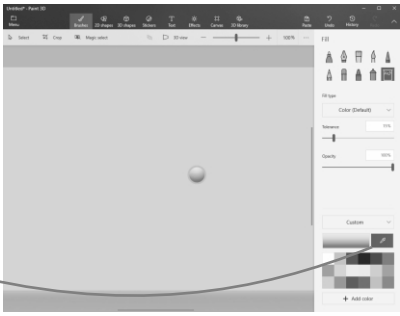 Untitled* - Paint 3D
Menu Brushes 2D shapes 3D shapes Stickers Text Effects Canvas 3D library Paste Undo History
Select Crop Magic select 3D view 100%
Fill
Fill type
Color (Default)
Tolerance
Opacity 100%
Custom
+ Add color